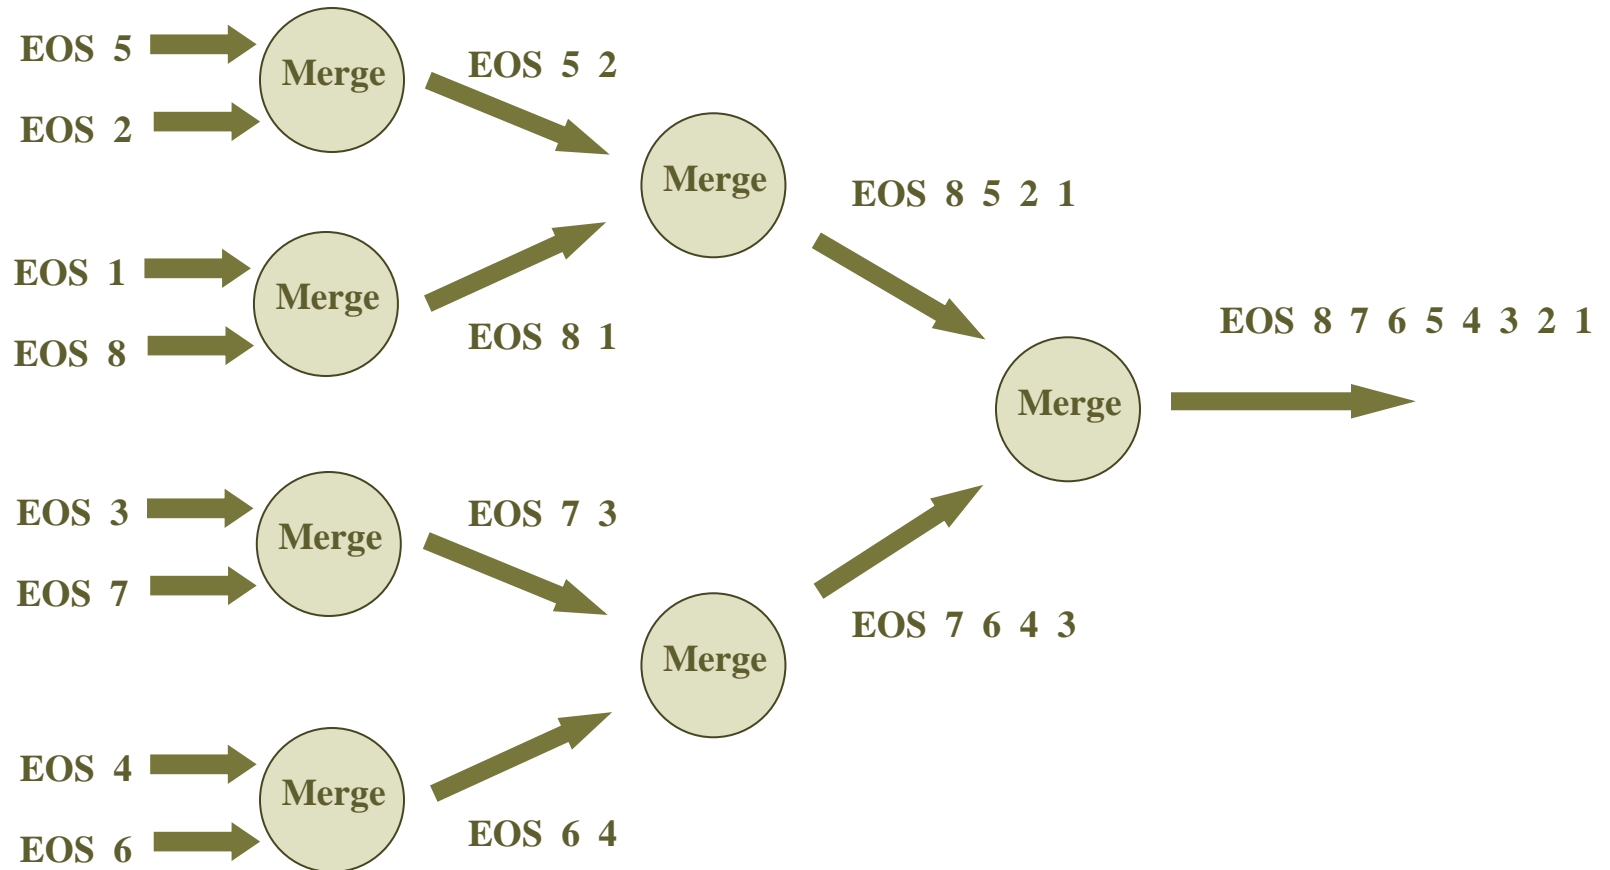 EOS 5
EOS 2
Merge
EOS 5 2
EOS 1
EOS 8
Merge
EOS 8 1
Merge
EOS 8 5 2 1
EOS 3
EOS 7
Merge
EOS 7 3
EOS 4
EOS 6
Merge
EOS 6 4
Merge
EOS 7 6 4 3
Merge
EOS 8 7 6 5 4 3 2 1